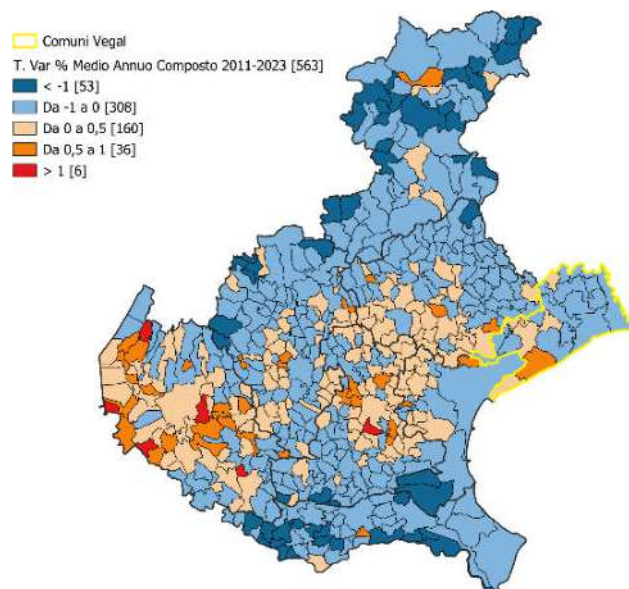 Comuni Vegal
T. Var % Medio Annuo Composto 2011-2023 [563]
< -1 [53]
Da -1 a 0 [308]
Da 0 a 0,5 [160]
Da 0,5 a 1 [36]
> 1 [6]